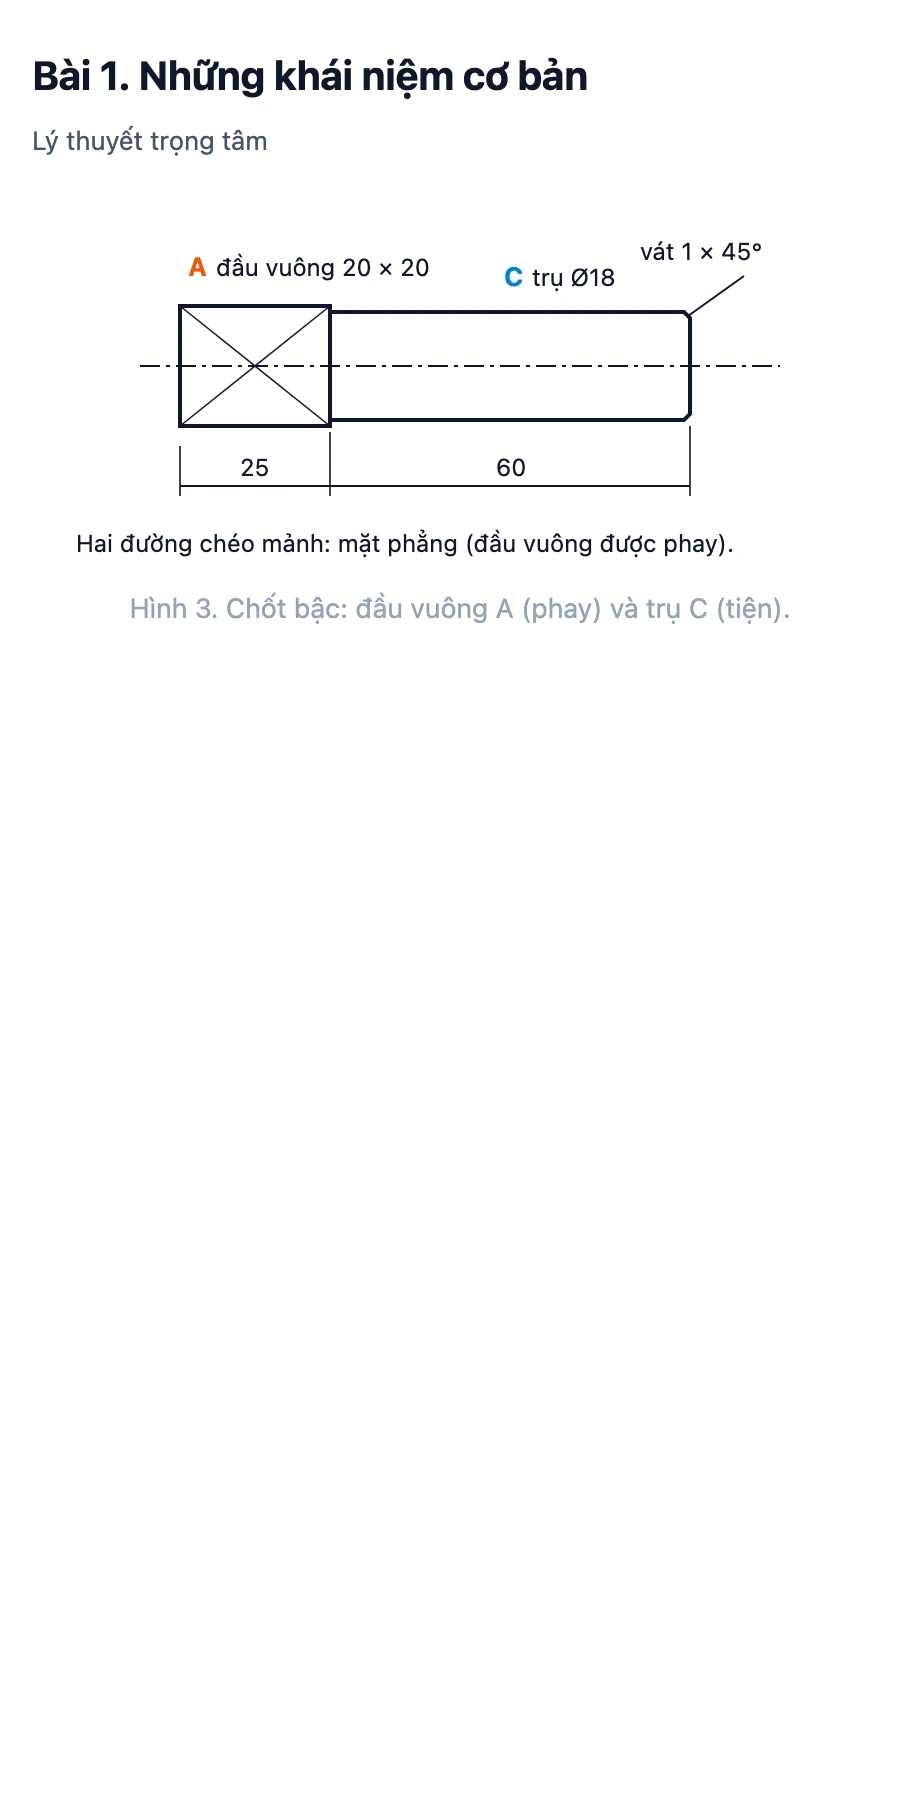 Bài 1. Những khái niệm cơ bản
Lý thuyết trọng tâm
vát 1 × 45°
A đầu vuông 20 × 20
C trụ Ø18
25
60
Hai đường chéo mảnh: mặt phẳng (đầu vuông được phay).
Hình 3. Chốt bậc: đầu vuông A (phay) và trụ C (tiện).